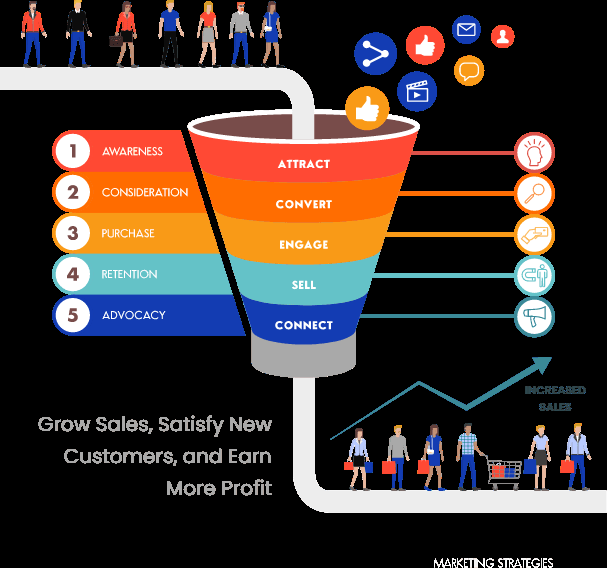 1 AWARENESS
ATTRACT
2 CONSIDERATION
CONVERT
3 PURCHASE
ENGAGE
4 RETENTION
SELL
5 ADVOCACY
CONNECT
INCREASED
SALES
Grow Sales, Satisfy New
Customers, and Earn
More Profit
MARKETING STRATEGIES